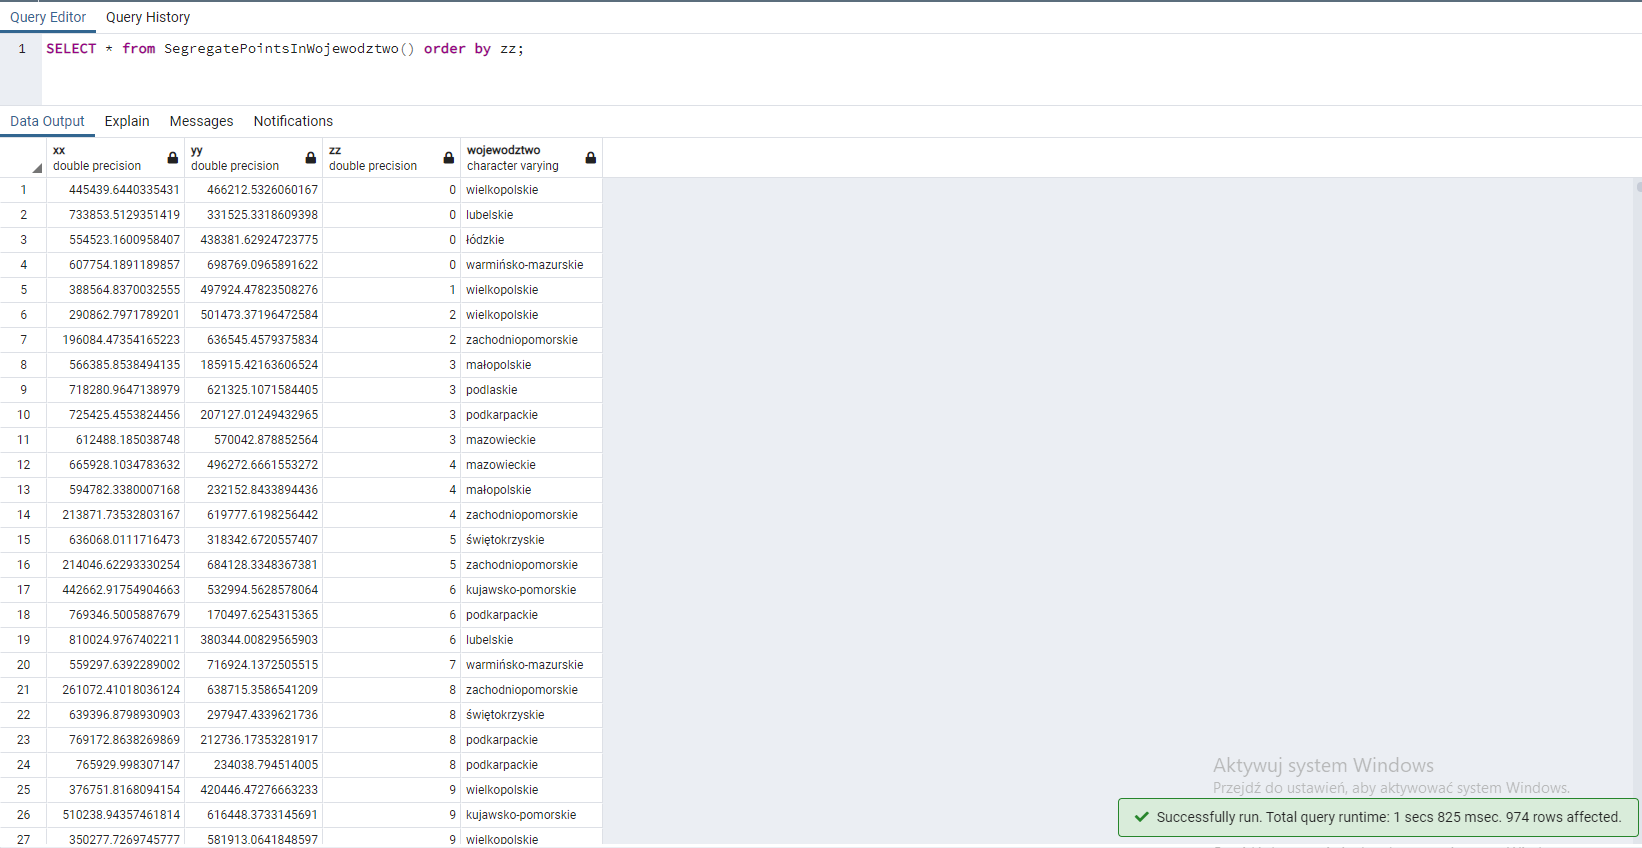 Query Editor Query History
1 SELECT * from SegregatePointsInWojewodztwo() order by zz;
Data Output Explain Messages Notifications
xx yy zz wojewodztwo
double precision double precision double precision character varying
1 445439.6440335431 466212.5326060167 0 wielkopolskie
2 733853.5129351419 331525.3318609398 0 lubelskie
3 554523.1600958407 438381.62924723775 0 łódzkie
4 607754.1891189857 698769.0965891622 0 warmińsko-mazurskie
5 388564.8370032555 497924.47823508276 1 wielkopolskie
6 290862.7971789201 501473.37196472584 2 wielkopolskie
7 196084.47354165223 636545.4579375834 2 zachodniopomorskie
8 566385.8538494135 185915.42163606524 3 małopolskie
9 718280.9647138979 621325.1071584405 3 podlaskie
10 725425.4553824456 207127.01249432965 3 podkarpackie
11 612488.185038748 570042.878852564 3 mazowieckie
12 665928.1034783632 496272.6661553272 4 mazowieckie
13 594782.3380007168 232152.8433894436 4 małopolskie
14 213871.73532803167 619777.6198256442 4 zachodniopomorskie
15 636068.0111716473 318342.6720557407 5 świętokrzyskie
16 214046.62293330254 684128.3348367381 5 zachodniopomorskie
17 442662.91754904663 532994.5628578064 6 kujawsko-pomorskie
18 769346.5005887679 170497.6254315365 6 podkarpackie
19 810024.9767402211 380344.00829565903 6 lubelskie
20 559297.6392289002 716924.1372505515 7 warmińsko-mazurskie
21 261072.41018036124 638715.3586541209 8 zachodniopomorskie
22 639396.8798930903 297947.4339621736 8 świętokrzyskie
23 769172.8638269869 212736.17353281917 8 podkarpackie
24 765929.998307147 234038.794514005 8 podkarpackie
25 376751.8168094154 420446.47276663233 9 wielkopolskie
26 510238.94357461814 616448.3733145691 9 kujawsko-pomorskie
27 350277.7269745777 581913.0641848597 9 wielkopolskie
Aktywuj system Windows
Przejdź do ustawień, aby aktywować system Windows.
Successfully run. Total query runtime: 1 secs 825 msec. 974 rows affected.